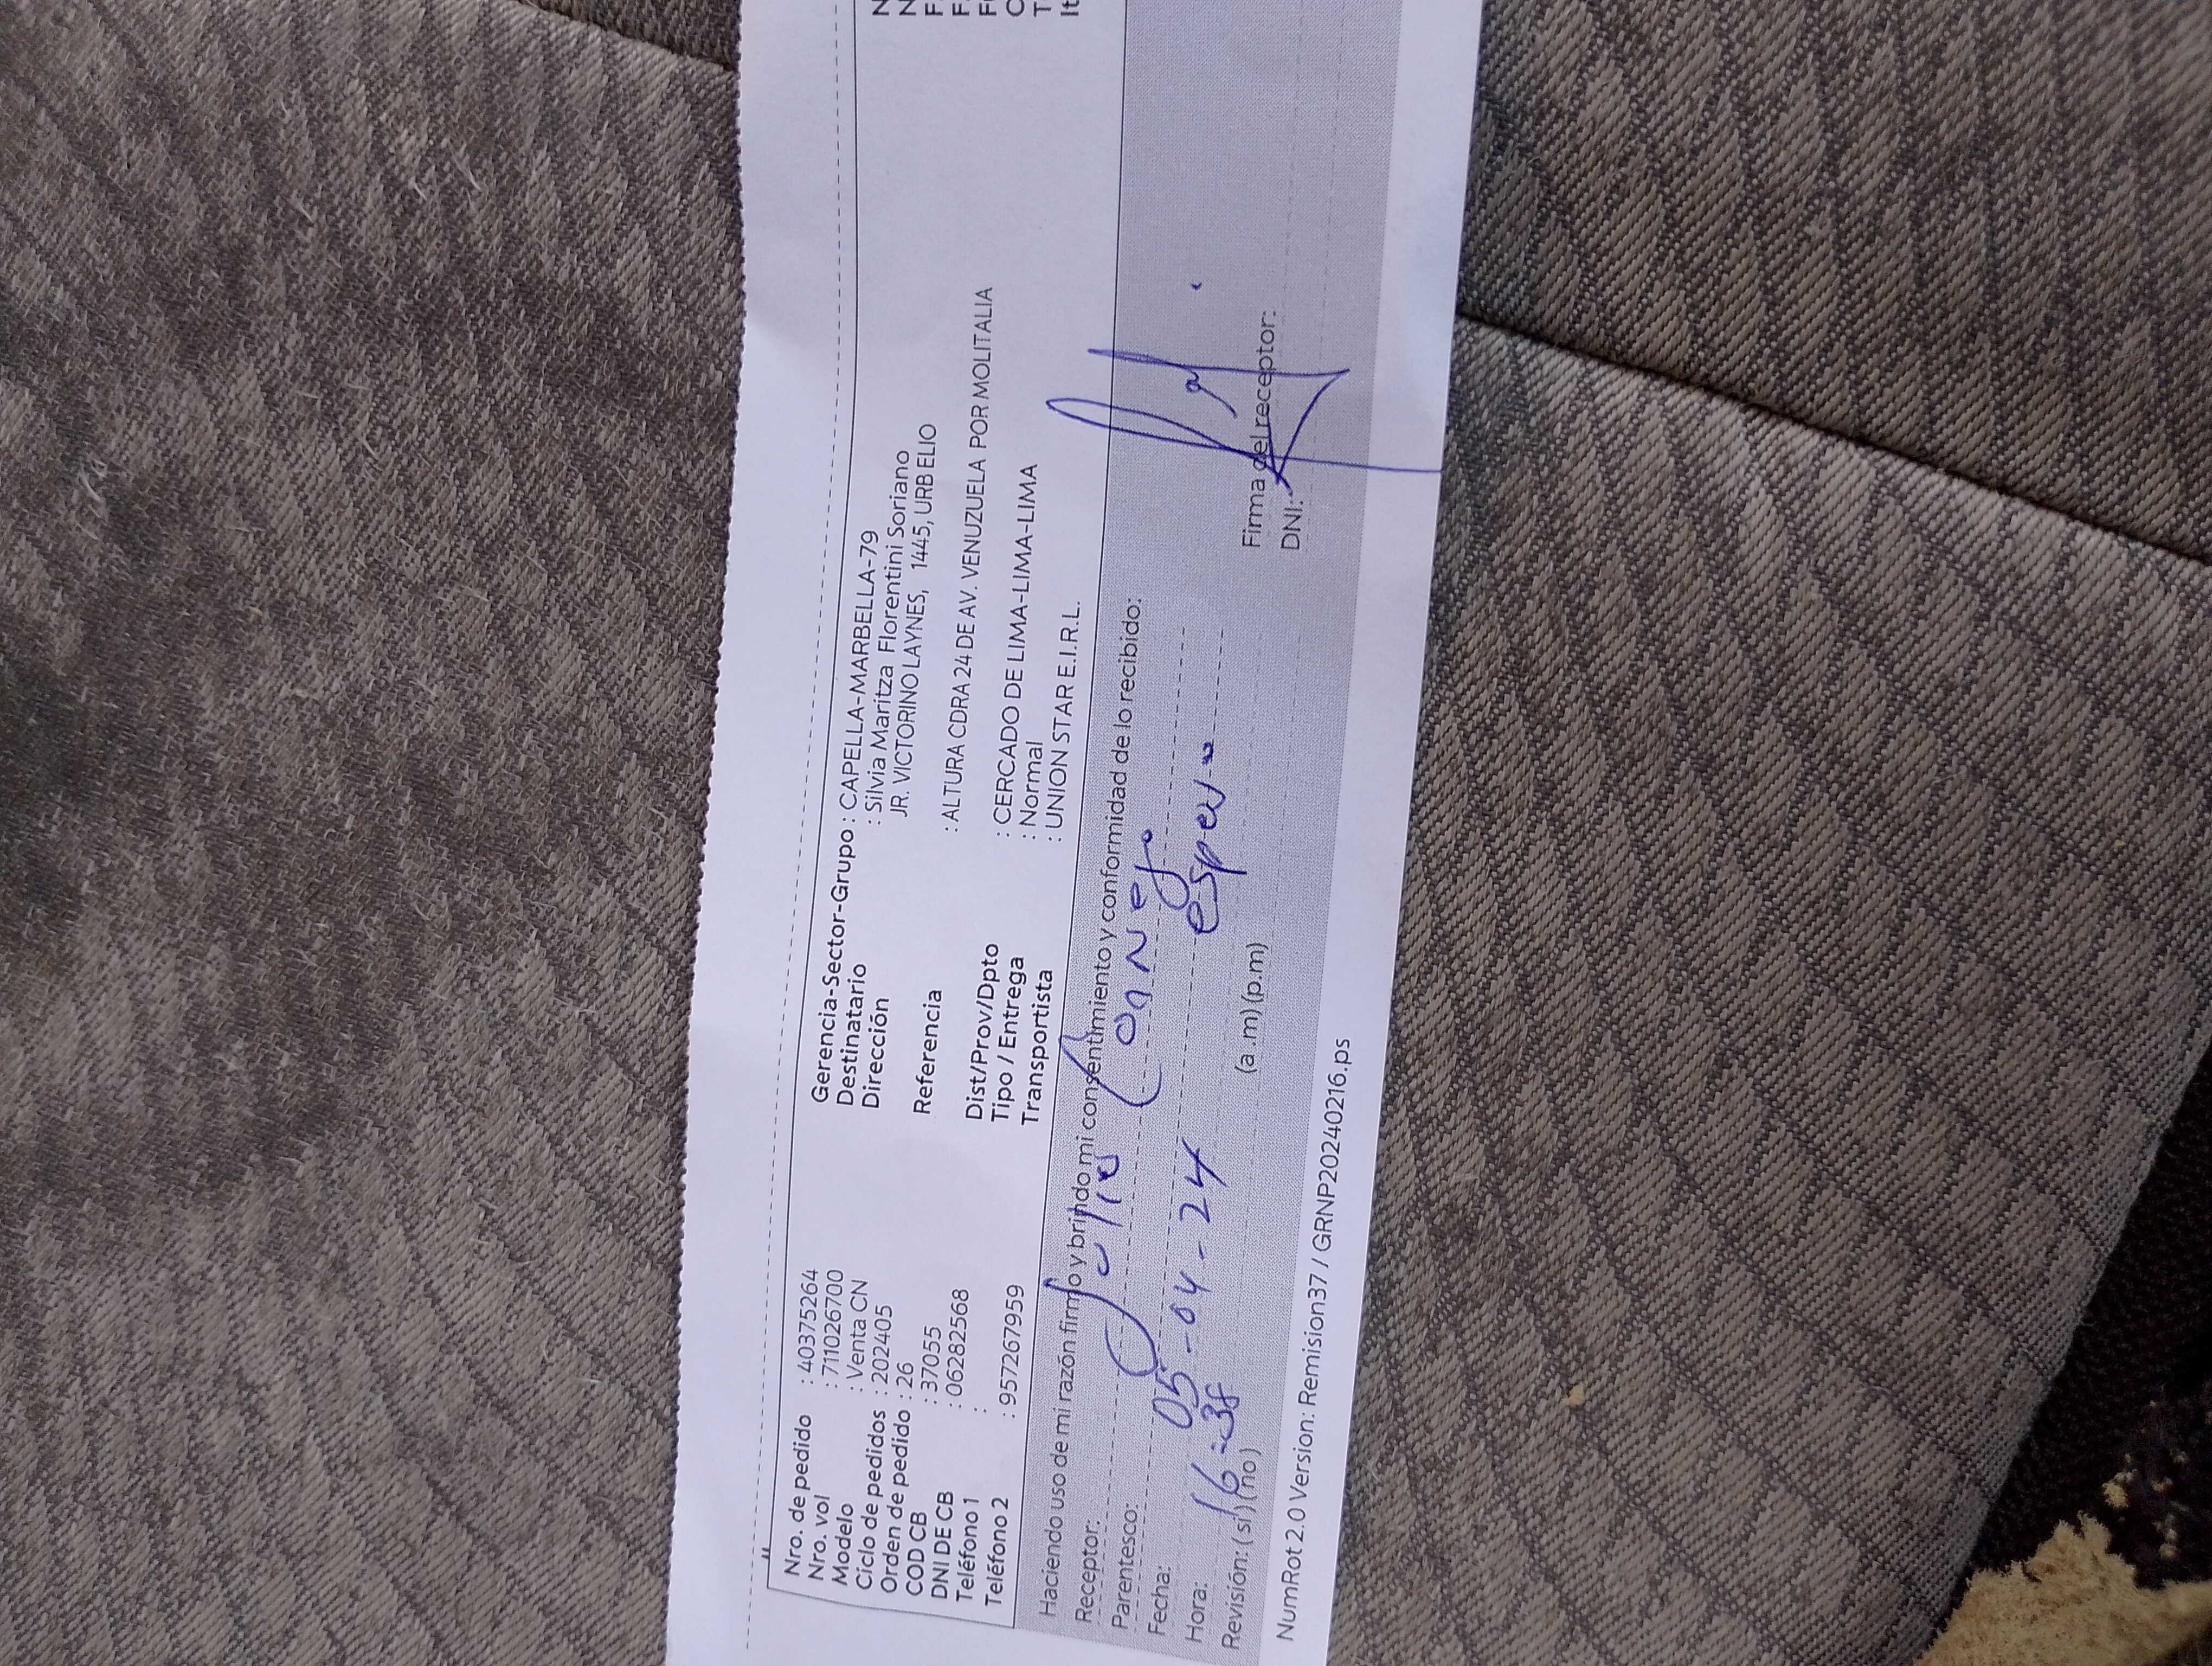 Nro. de pedido : 40375264
Nro. vol : 711026700
Modelo : Venta CN
Ciclo de pedidos : 202405
Orden de pedido : 26
COD CB : 37055
DNI DE CB : 06282568
Teléfono 1 :
Teléfono 2 : 957267959
Gerencia-Sector-Grupo : CAPELLA-MARBELLA-79
Destinatario : Silvia Maritza Florentini Soriano
Dirección JR. VICTORINO LAYNES, 1445, URB ELIO
Referencia : ALTURA CDRA 24 DE AV. VENUZUELA POR MOLITALIA
Dist/Prov/Dpto : CERCADO DE LIMA-LIMA-LIMA
Tipo / Entrega : Normal
Transportista : UNION STAR E.I.R.L.
Haciendo uso de mi razón firmo y brindo mi consentimiento y conformidad de lo recibido:
Receptor:
Parentesco:
Fecha: 05-04-24
Hora: 16:38
Revisión: (si) (no) (a .m) (p.m)
Firma del receptor:
DNI:
NumRot 2.0 Version: Remision37 / GRNP20240216.ps